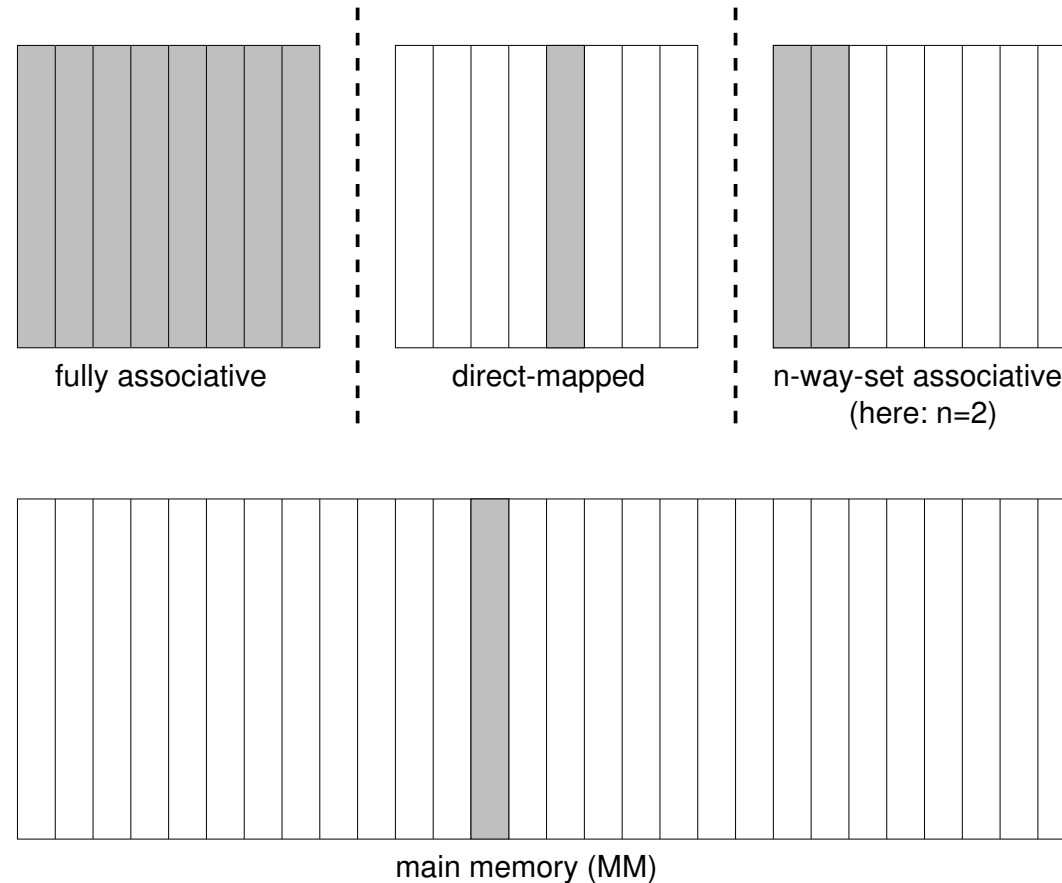 fully associative
direct-mapped
n-way-set associative
(here: n=2)
main memory (MM)